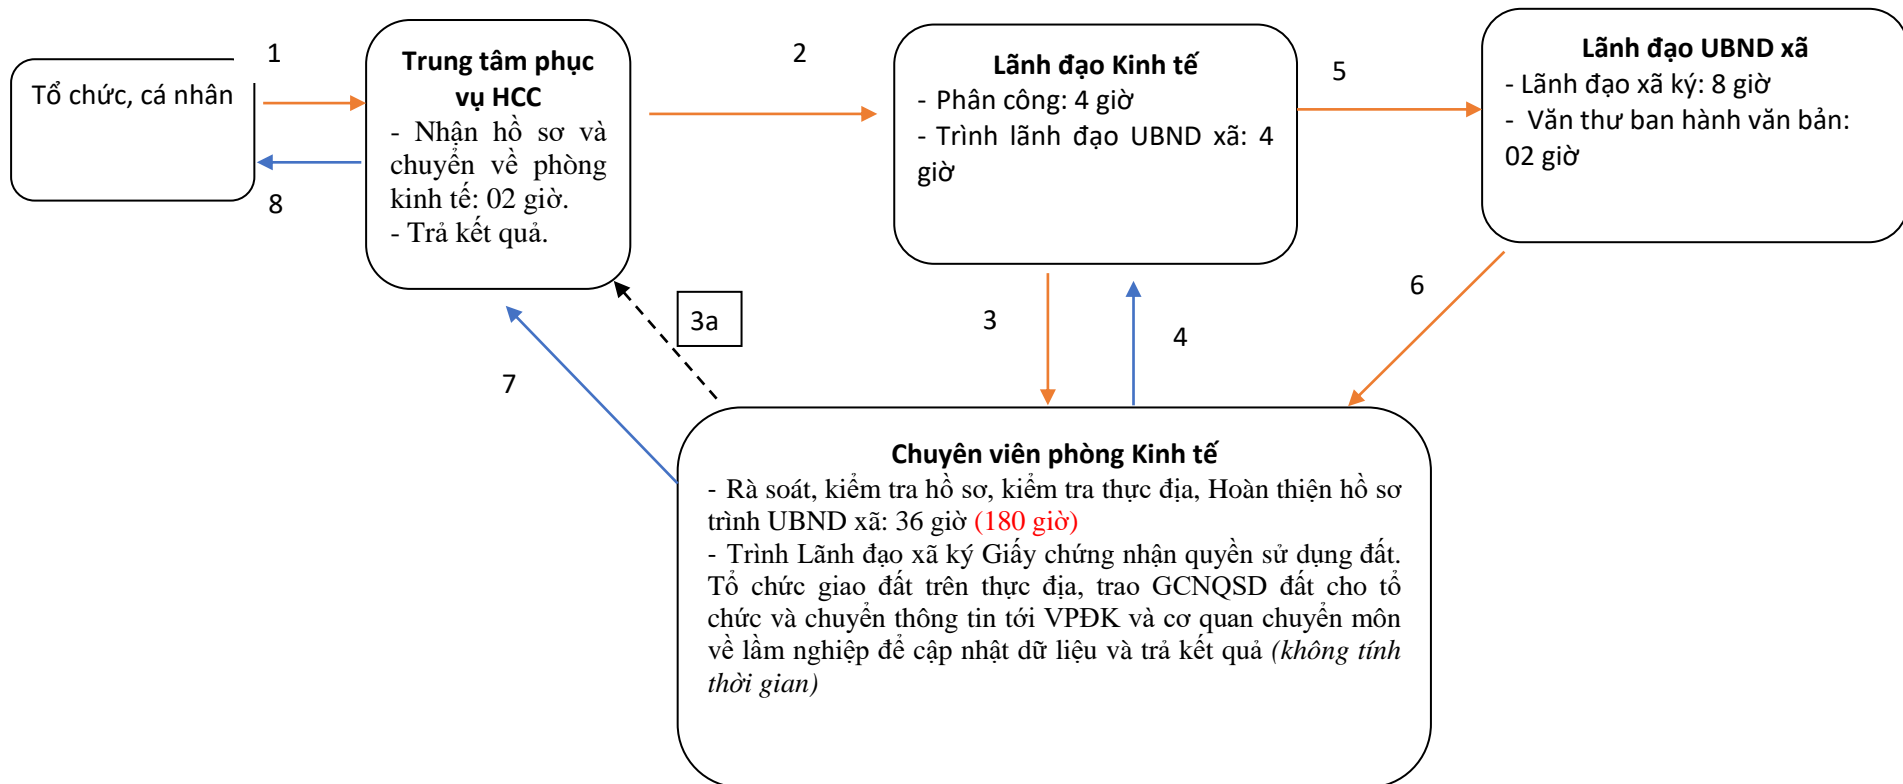 1
Tổ chức, cá nhân
8
Trung tâm phục
vụ HCC
- Nhận hồ sơ và
chuyển về phòng
kinh tế: 02 giờ.
- Trả kết quả.
2
Lãnh đạo Kinh tế
- Phân công: 4 giờ
- Trình lãnh đạo UBND xã: 4
giờ
5
Lãnh đạo UBND xã
- Lãnh đạo xã ký: 8 giờ
- Văn thư ban hành văn bản:
02 giờ
3a
3
4
6
7
Chuyên viên phòng Kinh tế
- Rà soát, kiểm tra hồ sơ, kiểm tra thực địa, Hoàn thiện hồ sơ
trình UBND xã: 36 giờ (180 giờ)
- Trình Lãnh đạo xã ký Giấy chứng nhận quyền sử dụng đất.
Tổ chức giao đất trên thực địa, trao GCNQSD đất cho tổ
chức và chuyển thông tin tới VPĐK và cơ quan chuyển môn
về lầm nghiệp để cập nhật dữ liệu và trả kết quả (không tính
thời gian)